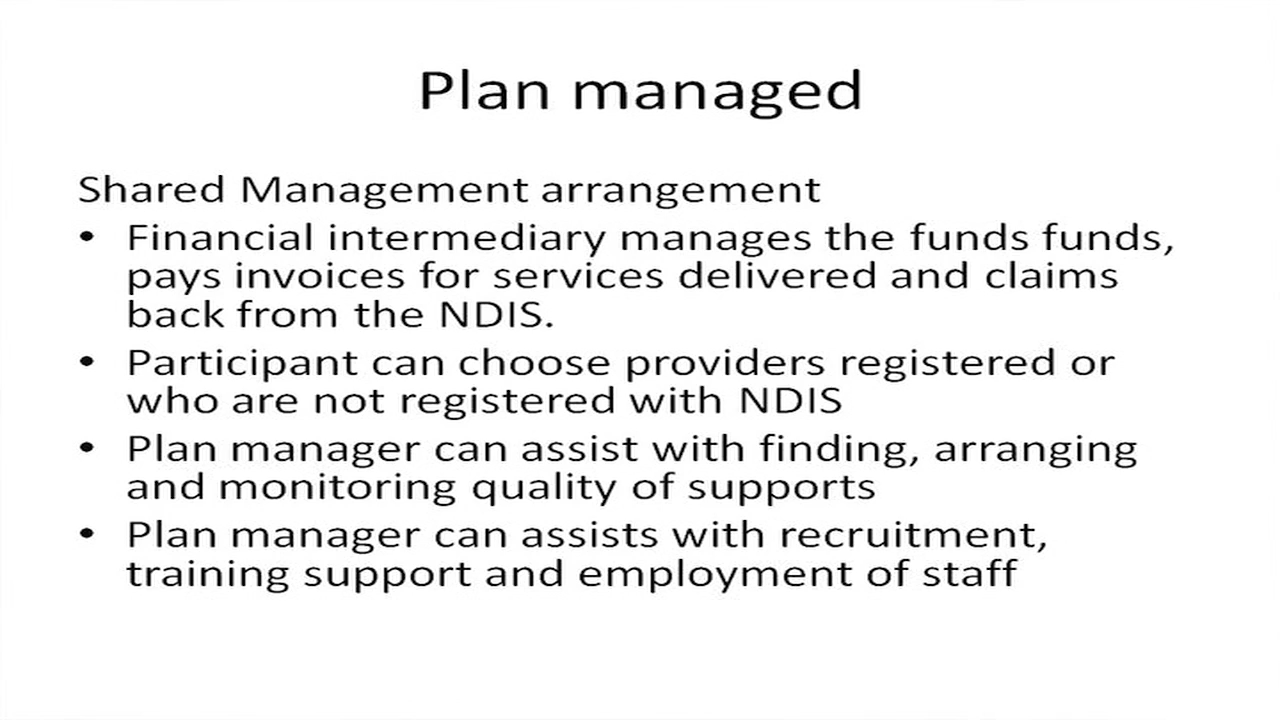 Plan managed
Shared Management arrangement
• Financial intermediary manages the funds funds,
pays invoices for services delivered and claims
back from the NDIS.
• Participant can choose providers registered or
who are not registered with NDIS
• Plan manager can assist with finding, arranging
and monitoring quality of supports
• Plan manager can assists with recruitment,
training support and employment of staff